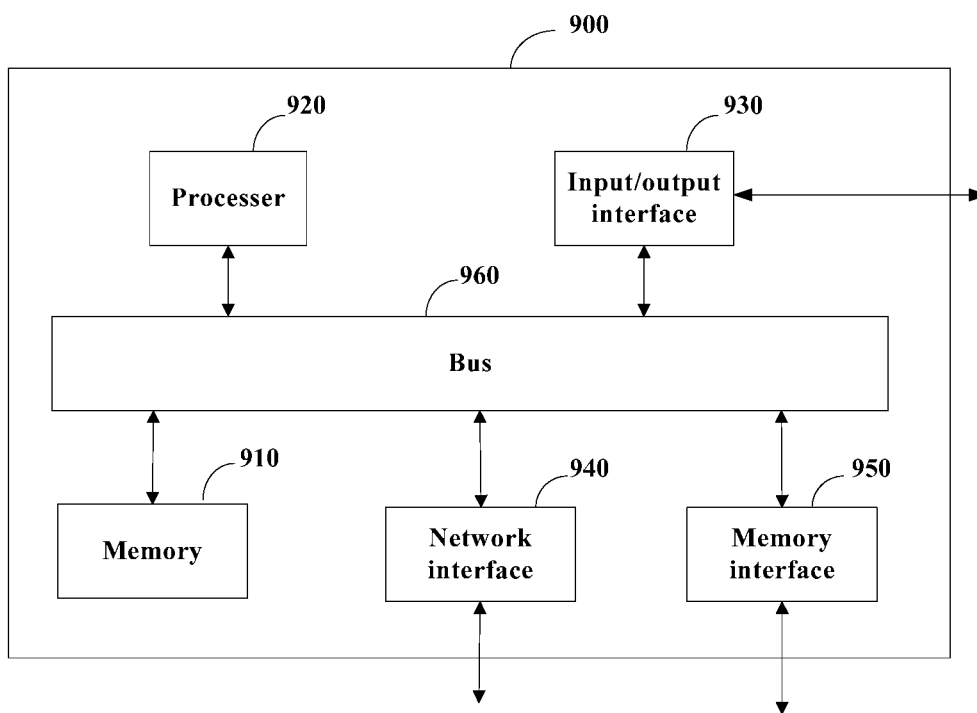 900
920
930
Processer
Input/output
interface
960
Bus
910
940
950
Memory
Network
interface
Memory
interface